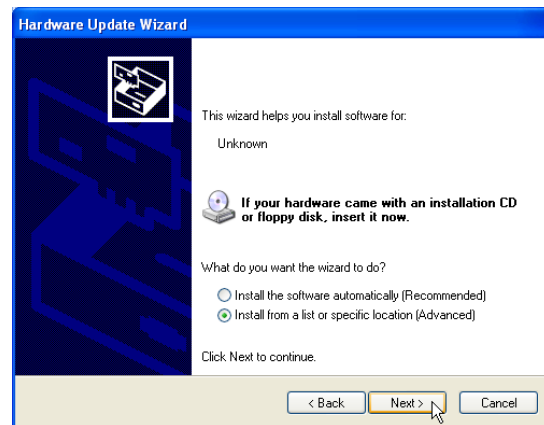 Hardware Update Wizard
This wizard helps you install software for:
Unknown
If your hardware came with an installation CD
or floppy disk, insert it now.
What do you want the wizard to do?
Install the software automatically (Recommended)
Install from a list or specific location (Advanced)
Click Next to continue.
< Back Next > Cancel